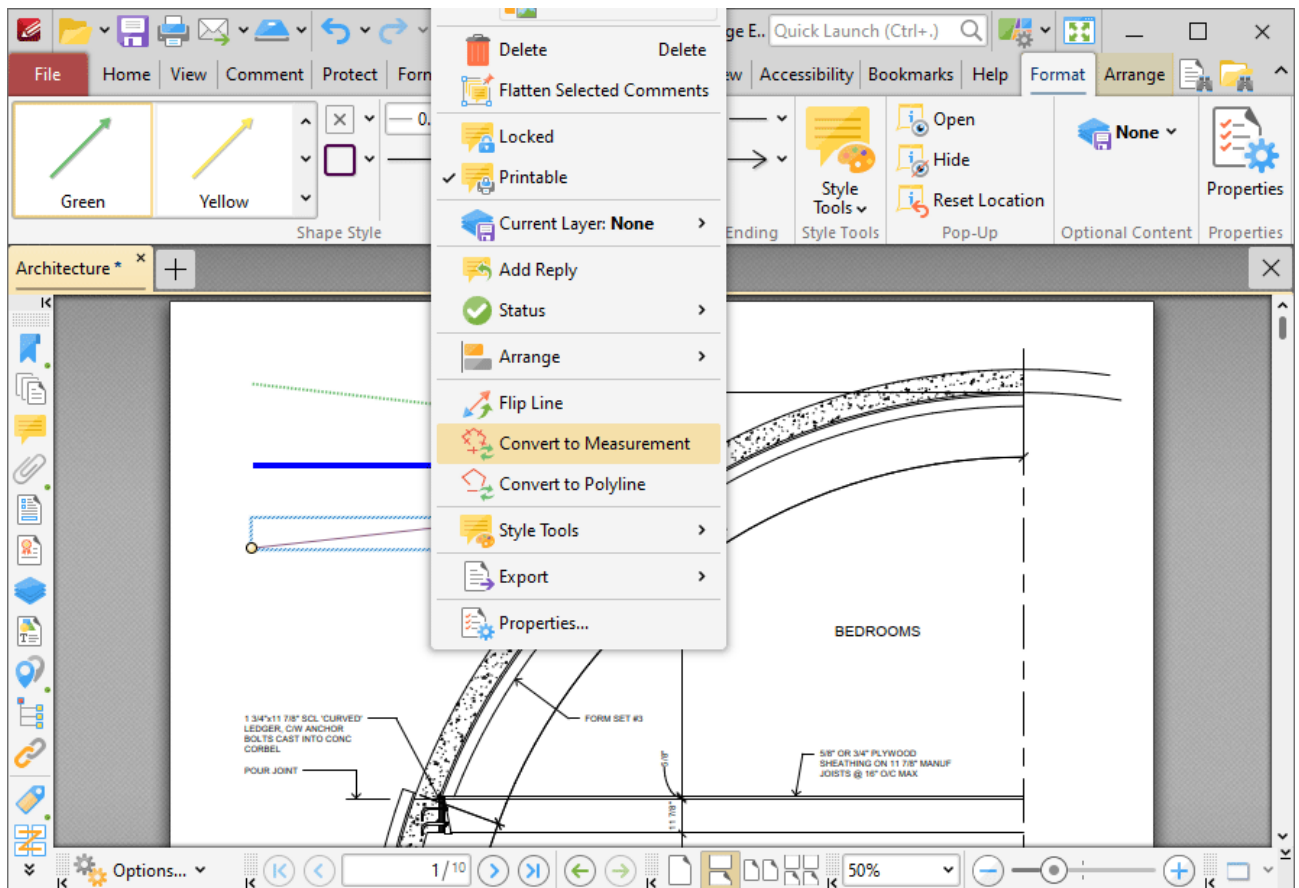 ge E..
Quick Launch (Ctrl+.)
File
Home
View
Comment
Protect
Form
Accessibility
Bookmarks
Help
Format
Arrange
Green
Yellow
Shape Style
0.
Ending
Style
Tools
Style Tools
Open
Hide
Reset Location
Pop-Up
None
Optional Content
Properties
Properties
Delete
Delete
Flatten Selected Comments
Locked
Printable
Current Layer: None
Add Reply
Status
Arrange
Flip Line
Convert to Measurement
Convert to Polyline
Style Tools
Export
Properties...
Architecture *
BEDROOMS
1 3/4"x11 7/8" SCL 'CURVED'
LEDGER, C/W ANCHOR
BOLTS CAST INTO CONC
CORBEL
POUR JOINT
FORM SET #3
5/8" OR 3/4" PLYWOOD
SHEATHING ON 11 7/8" MANUF
JOISTS @ 16" O/C MAX
11 7/8"
Options...
1/10
50%